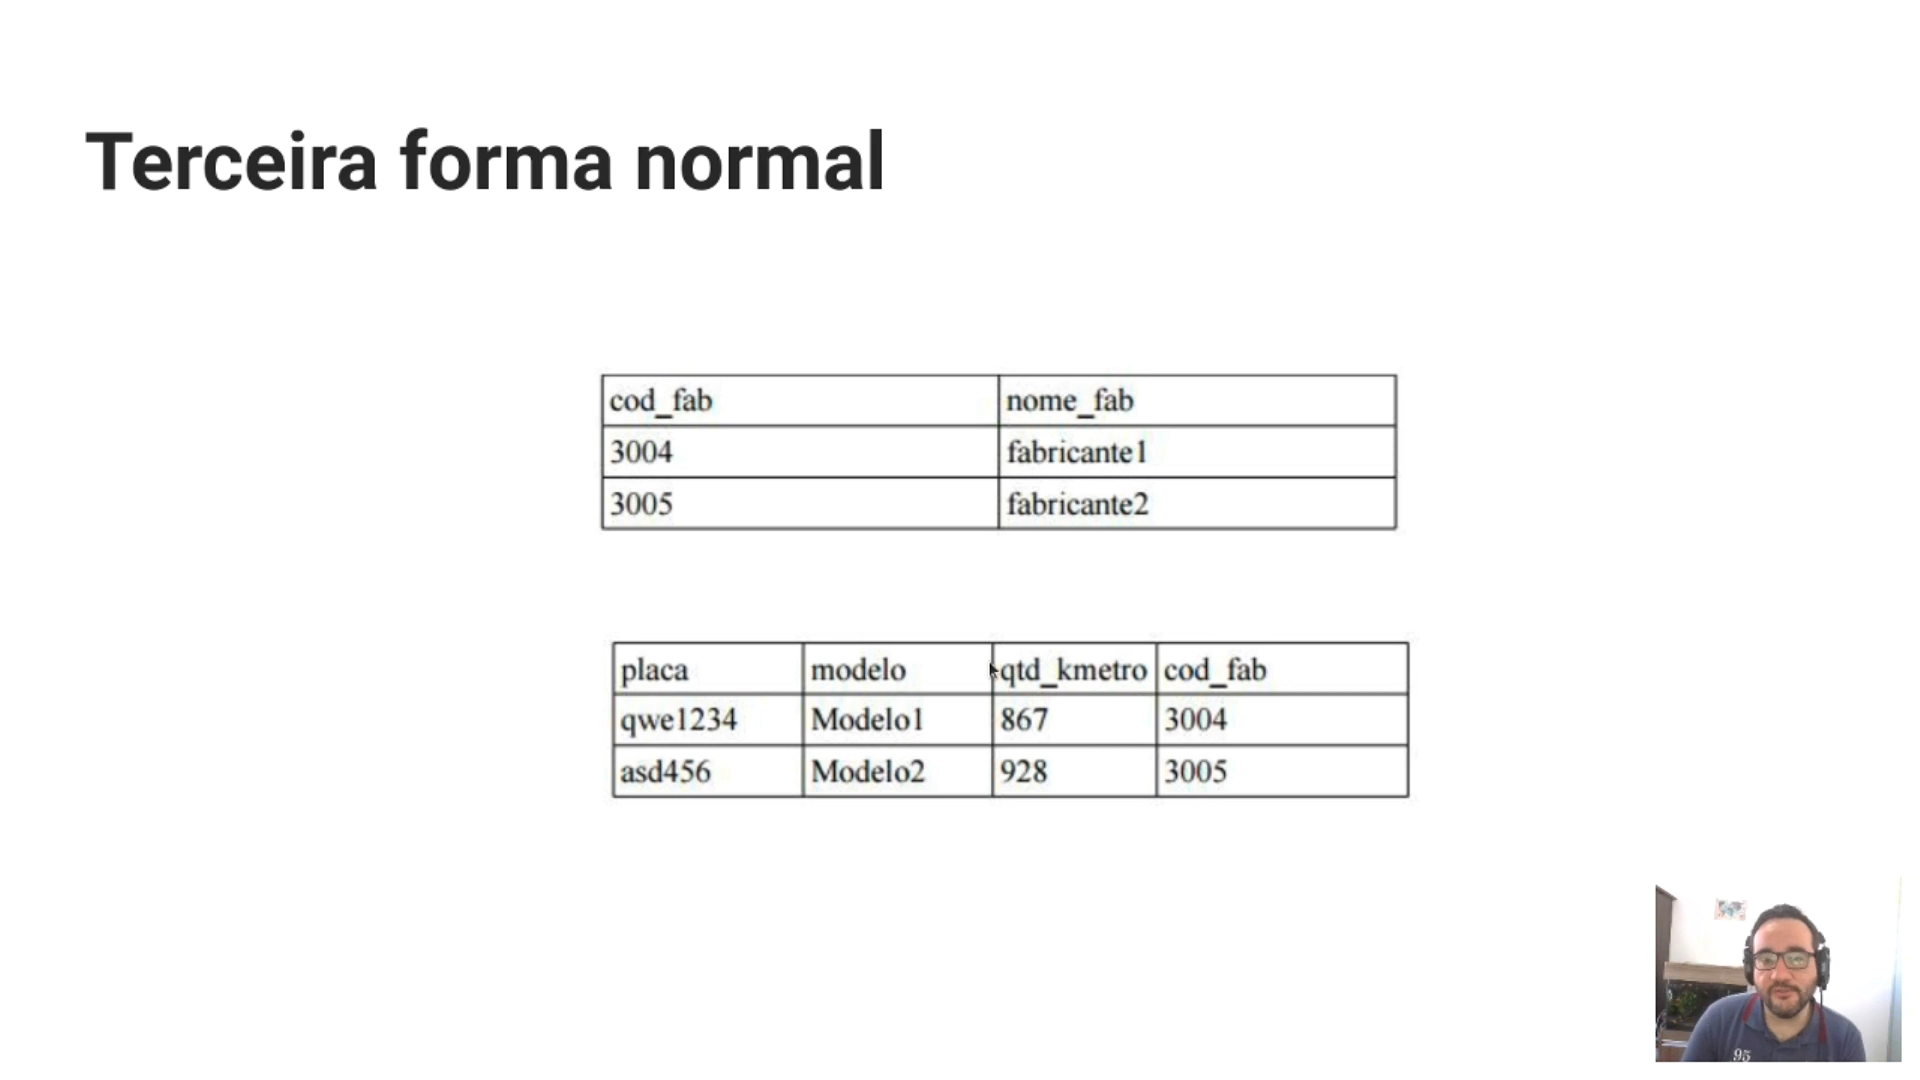 Terceira forma normal
cod_fab nome_fab
3004 fabricante1
3005 fabricante2
placa modelo qtd_kmetro cod_fab
qwe1234 Modelo1 867 3004
asd456 Modelo2 928 3005
95